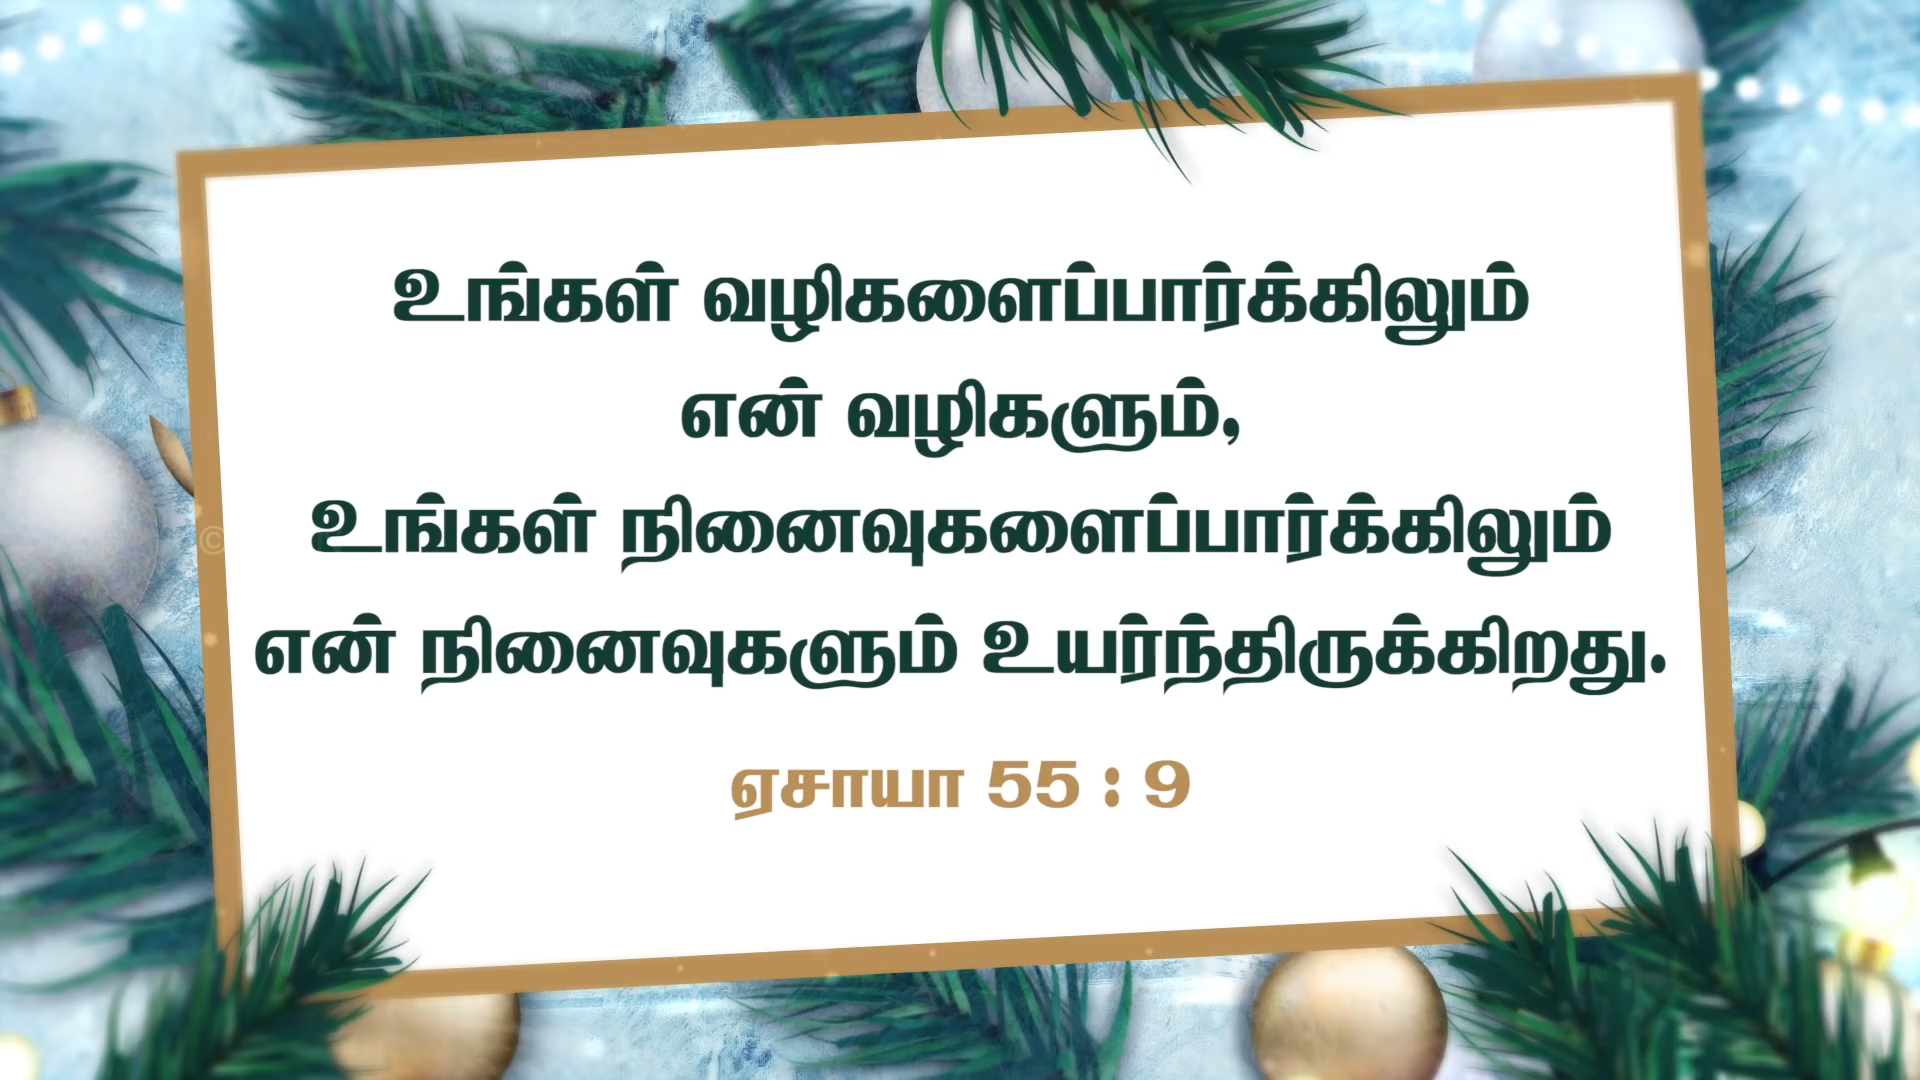 உங்கள் வழிகளைப்பார்க்கிலும்
என் வழிகளும்,
உங்கள் நினைவுகளைப்பார்க்கிலும்
என் நினைவுகளும் உயர்ந்திருக்கிறது.
ஏசாயா 55 : 9